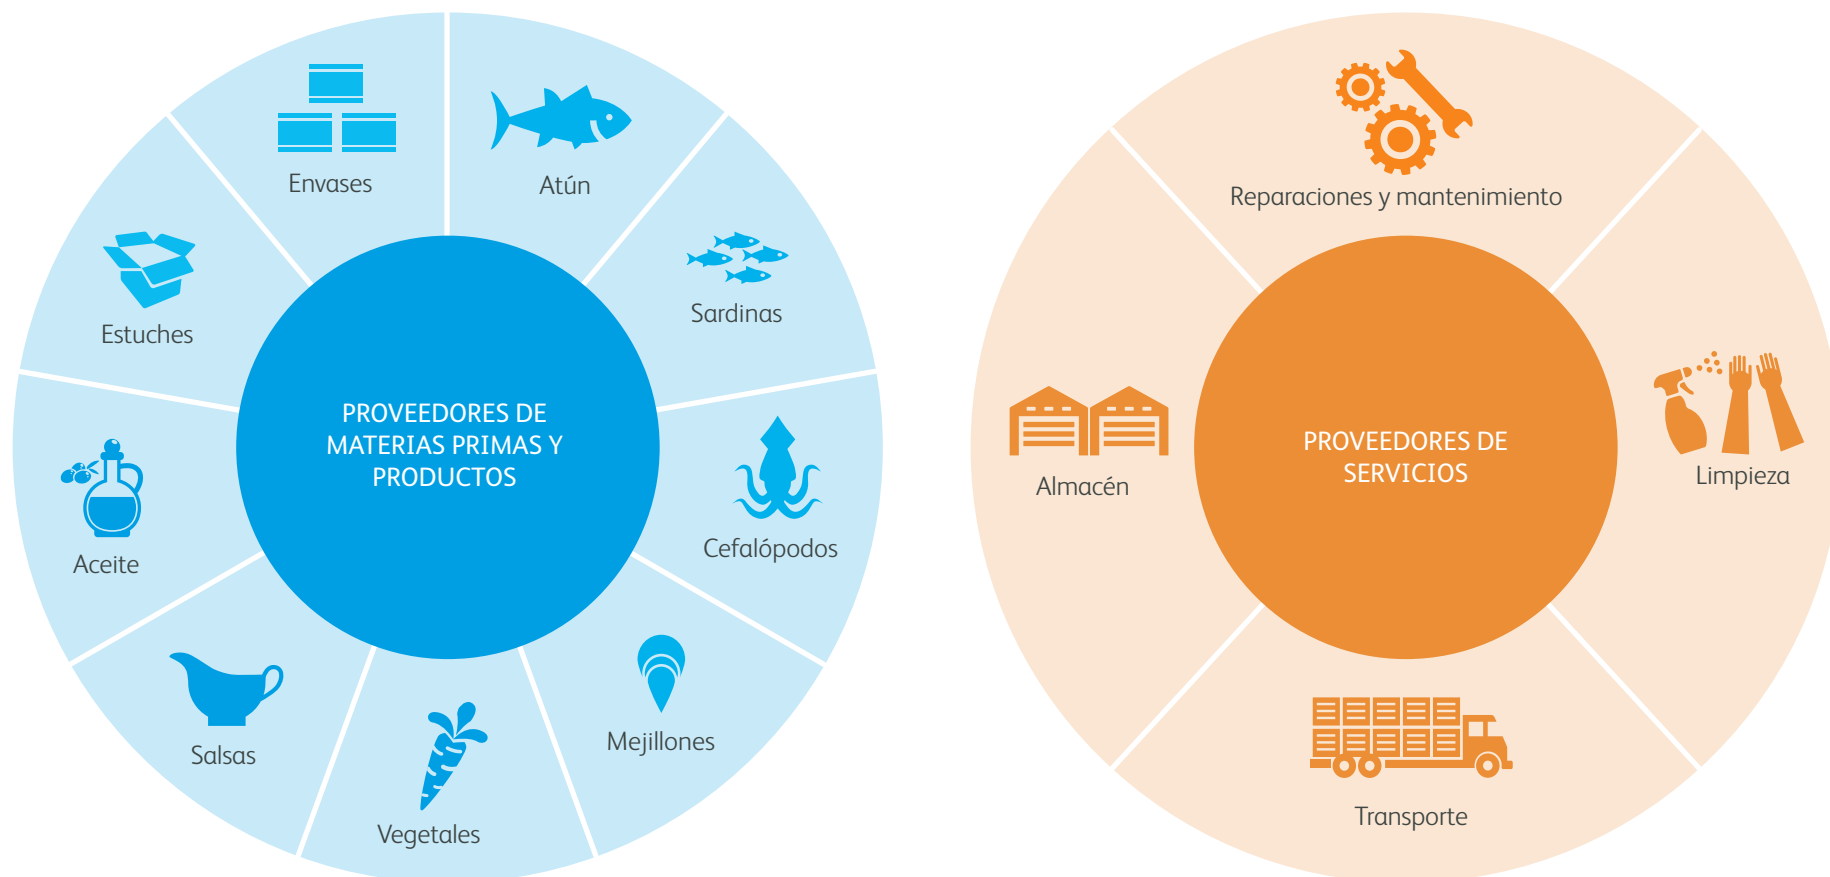 Envases
Atún
Sardinas
Cefalópodos
Mejillones
Vegetales
Salsas
Aceite
Estuches
PROVEEDORES DE
MATERIAS PRIMAS Y
PRODUCTOS
Reparaciones y mantenimiento
Limpieza
Transporte
Almacén
PROVEEDORES DE
SERVICIOS